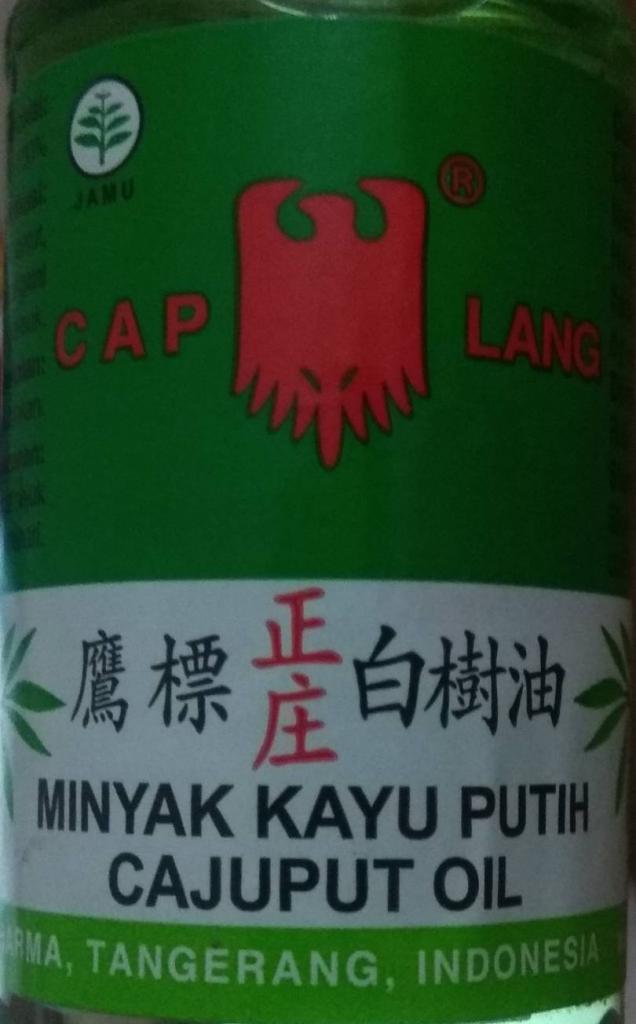 JAMU
®
CAP LANG
鷹標 正庄 白樹油
MINYAK KAYU PUTIH
CAJUPUT OIL
TANGERANG, INDONESIA